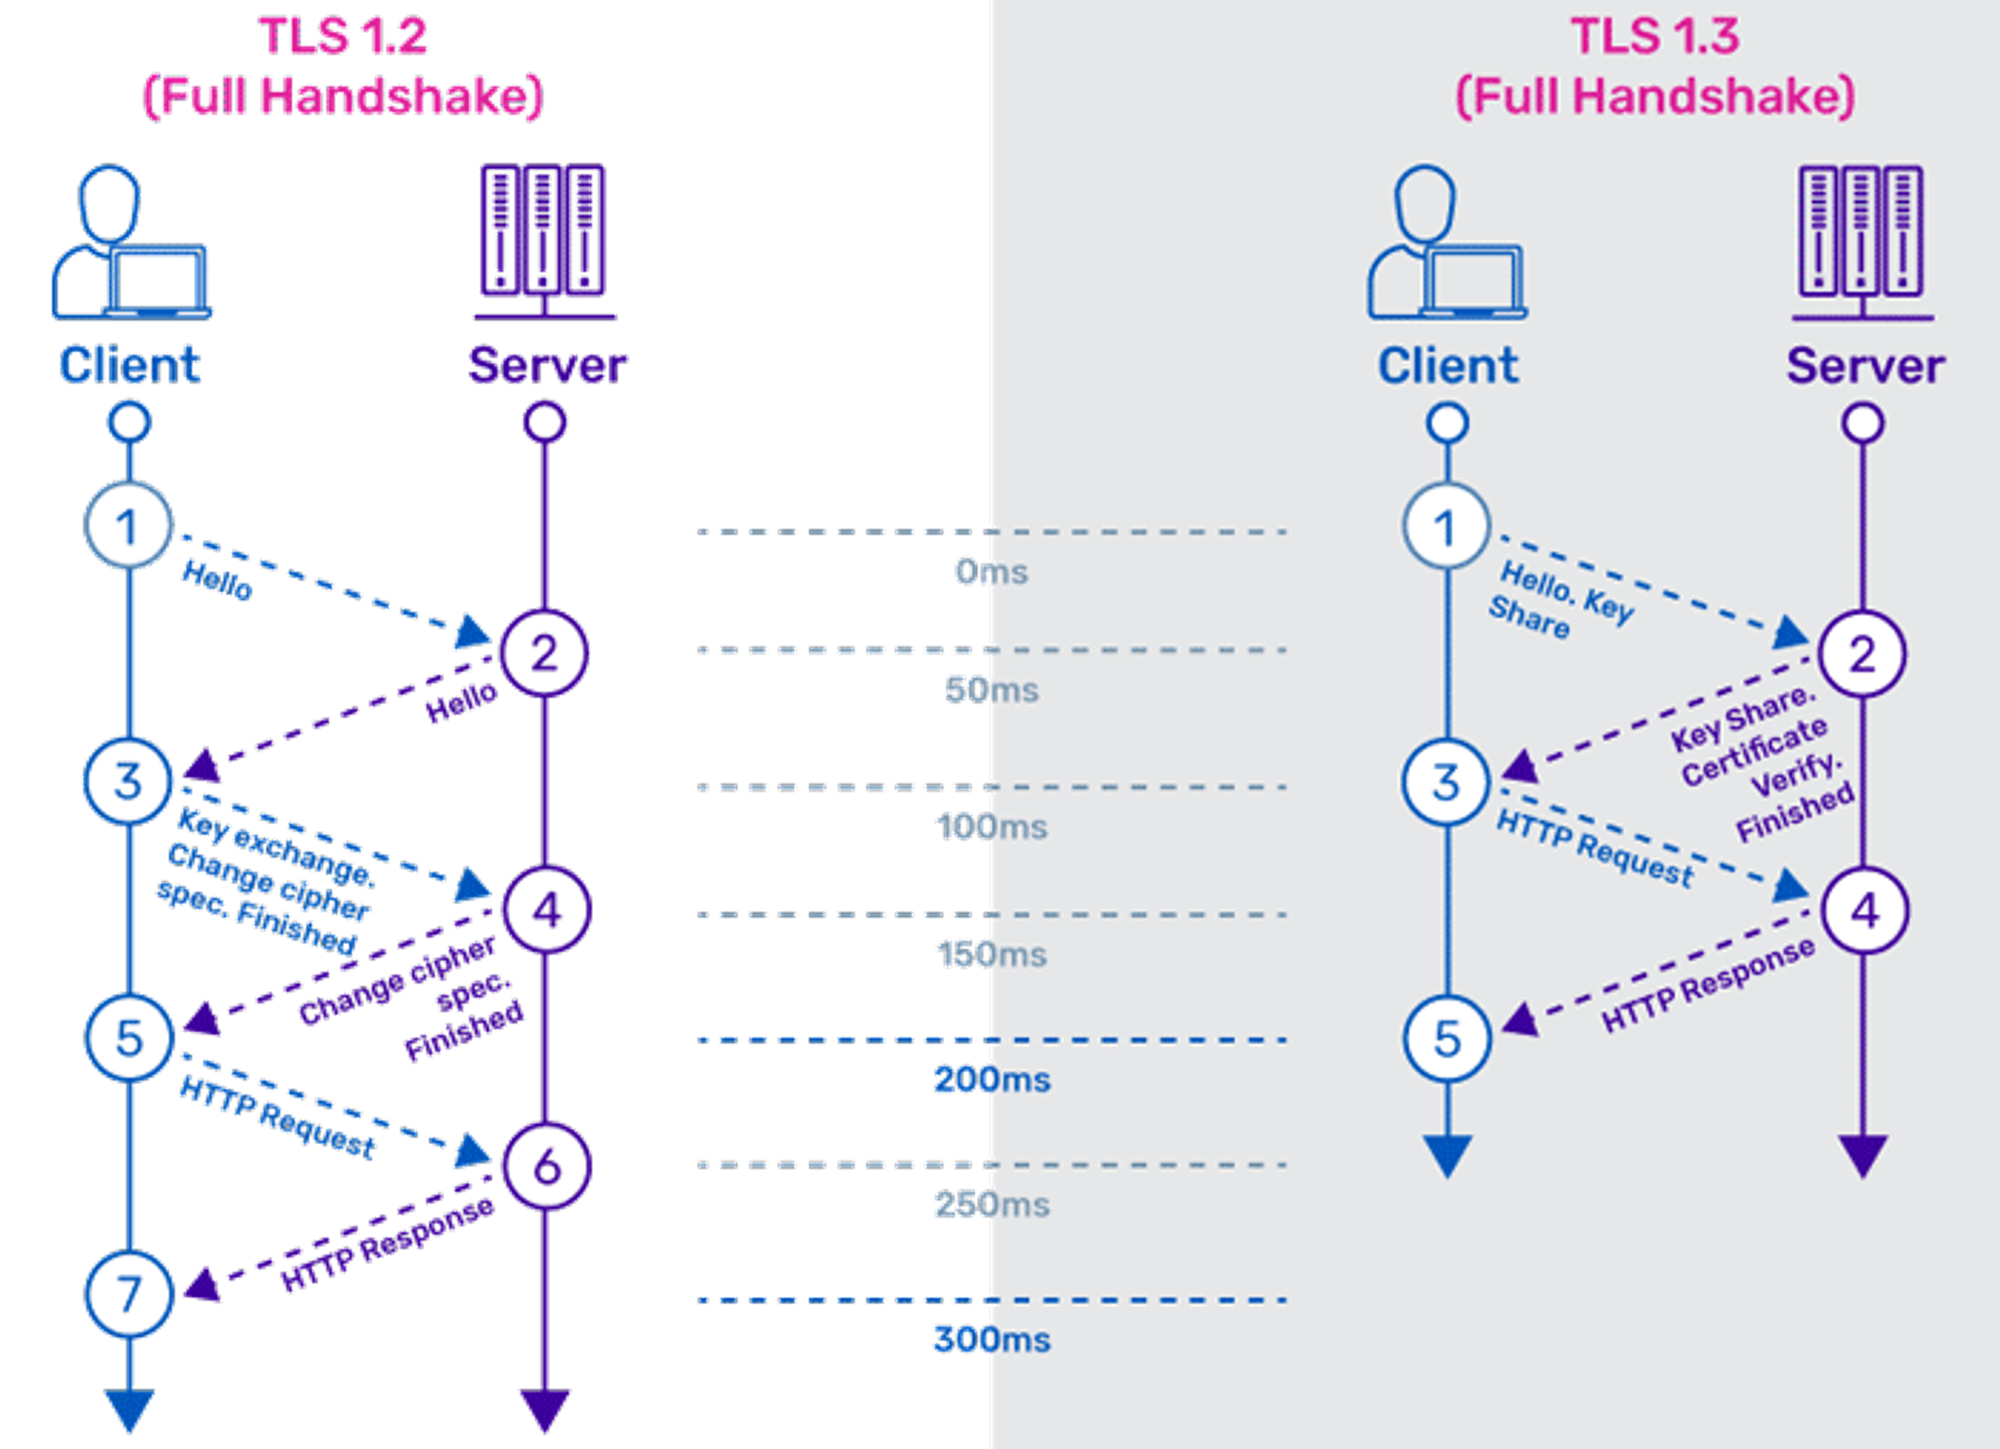 TLS 1.2
(Full Handshake)
Client
Server
1
Hello
2
Hello
3
Key exchange.
Change cipher
spec. Finished
4
Change cipher
spec.
Finished
5
HTTP Request
6
HTTP Response
7
0ms
50ms
100ms
150ms
200ms
250ms
300ms
TLS 1.3
(Full Handshake)
Client
Server
1
Hello. Key
Share
2
Key Share.
Certificate
Verify.
Finished
3
HTTP Request
4
HTTP Response
5